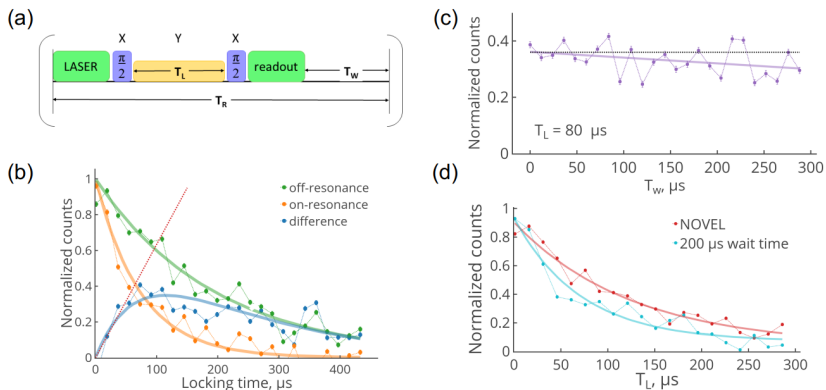 (a)
X Y X
LASER π/2 T_L π/2 readout T_W
T_R
(b)
Normalized counts
1
0.8
0.6
0.4
0.2
0
off-resonance
on-resonance
difference
0 100 200 300 400
Locking time, μs
(c)
Normalized counts
0.4
0.2
0
T_L = 80 μs
0 50 100 150 200 250 300
T_W, μs
(d)
Normalized counts
1
0.8
0.6
0.4
0.2
0
NOVEL
200 μs wait time
0 50 100 150 200 250 300
T_L, μs